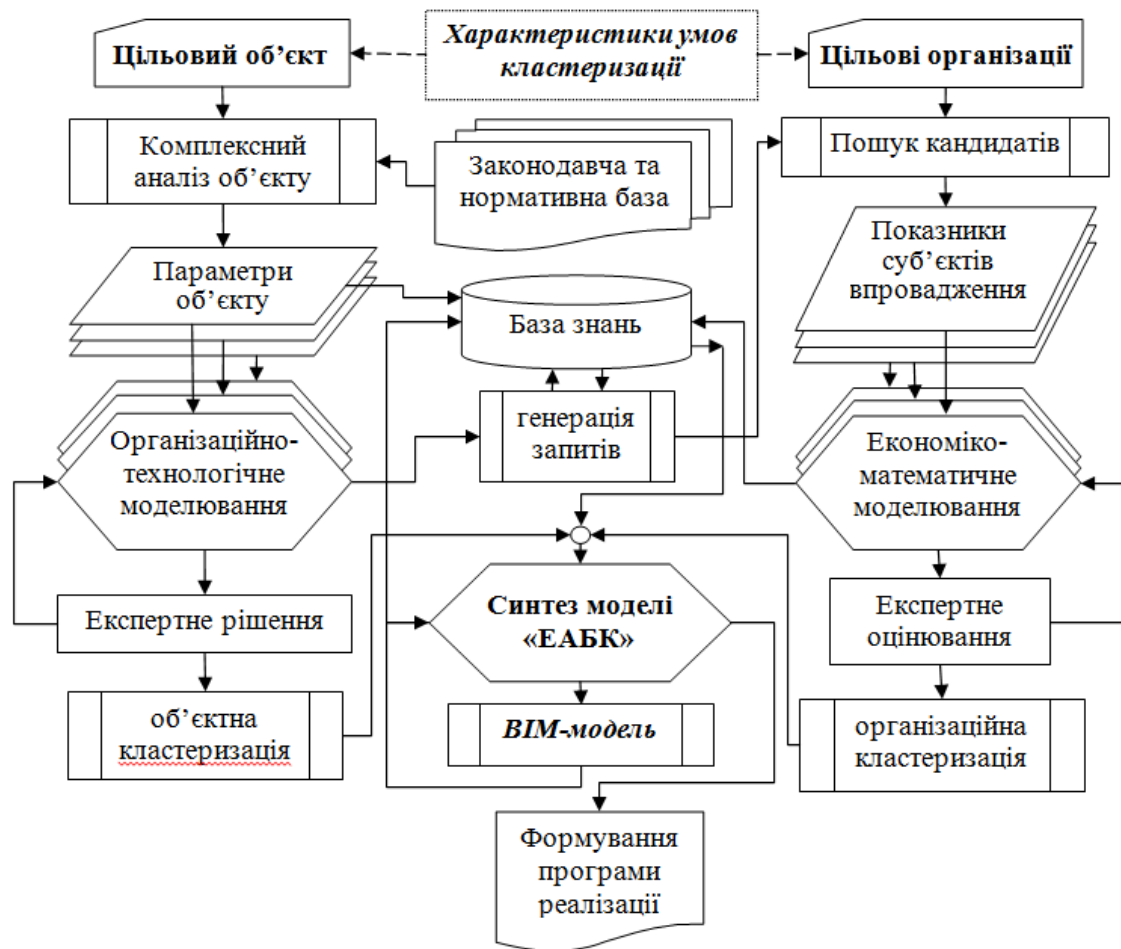 Цільовий об’єкт
Характеристики умов
кластеризації
Цільові організації
Комплексний
аналіз об’єкту
Законодавча та
нормативна база
Пошук кандидатів
Параметри
об’єкту
База знань
Показники
суб’єктів
впровадження
Організаційно-
технологічне
моделювання
генерація
запитів
Економіко-
математичне
моделювання
Експертне рішення
Синтез моделі
«ЕАБК»
Експертне
оцінювання
об’єктна
кластеризація
BIM-модель
організаційна
кластеризація
Формування
програми
реалізації